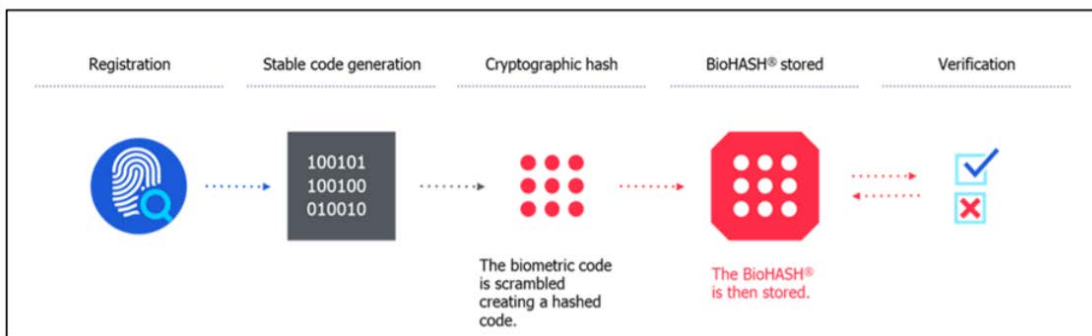 Registration
Stable code generation
Cryptographic hash
BioHASH® stored
Verification
100101
100100
010010
The biometric code
is scrambled
creating a hashed
code.
The BioHASH®
is then stored.